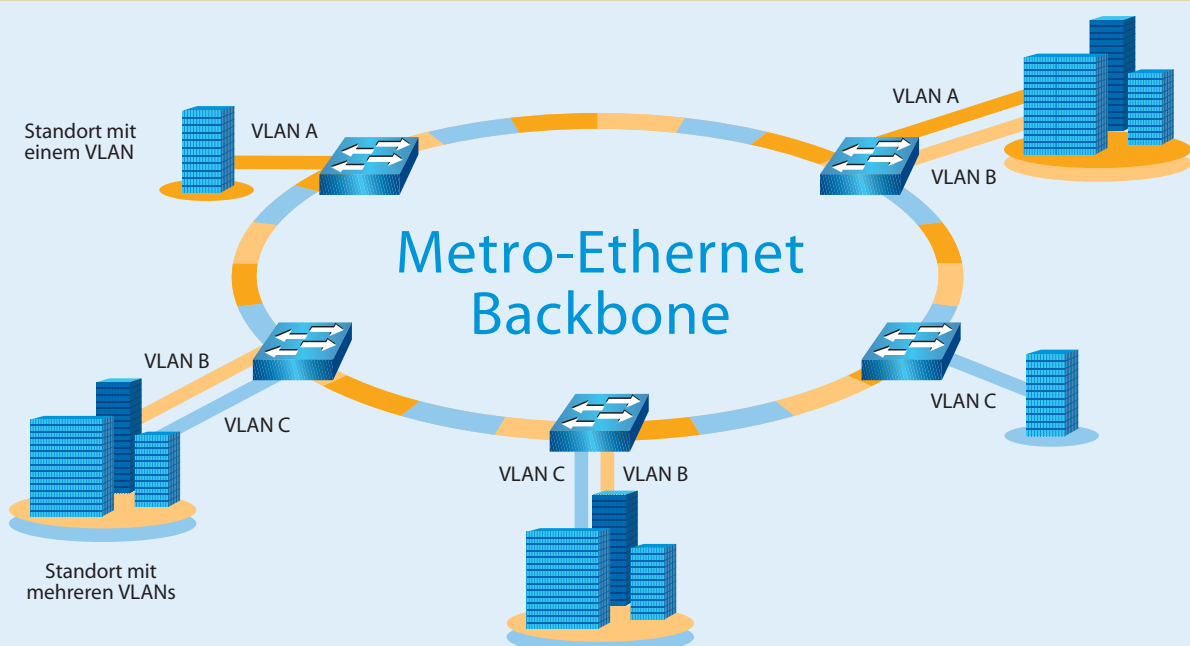 VLAN A
Standort mit
einem VLAN
VLAN A
VLAN B
Metro-Ethernet
Backbone
VLAN B
VLAN C
VLAN C
VLAN C
VLAN B
Standort mit
mehreren VLANs